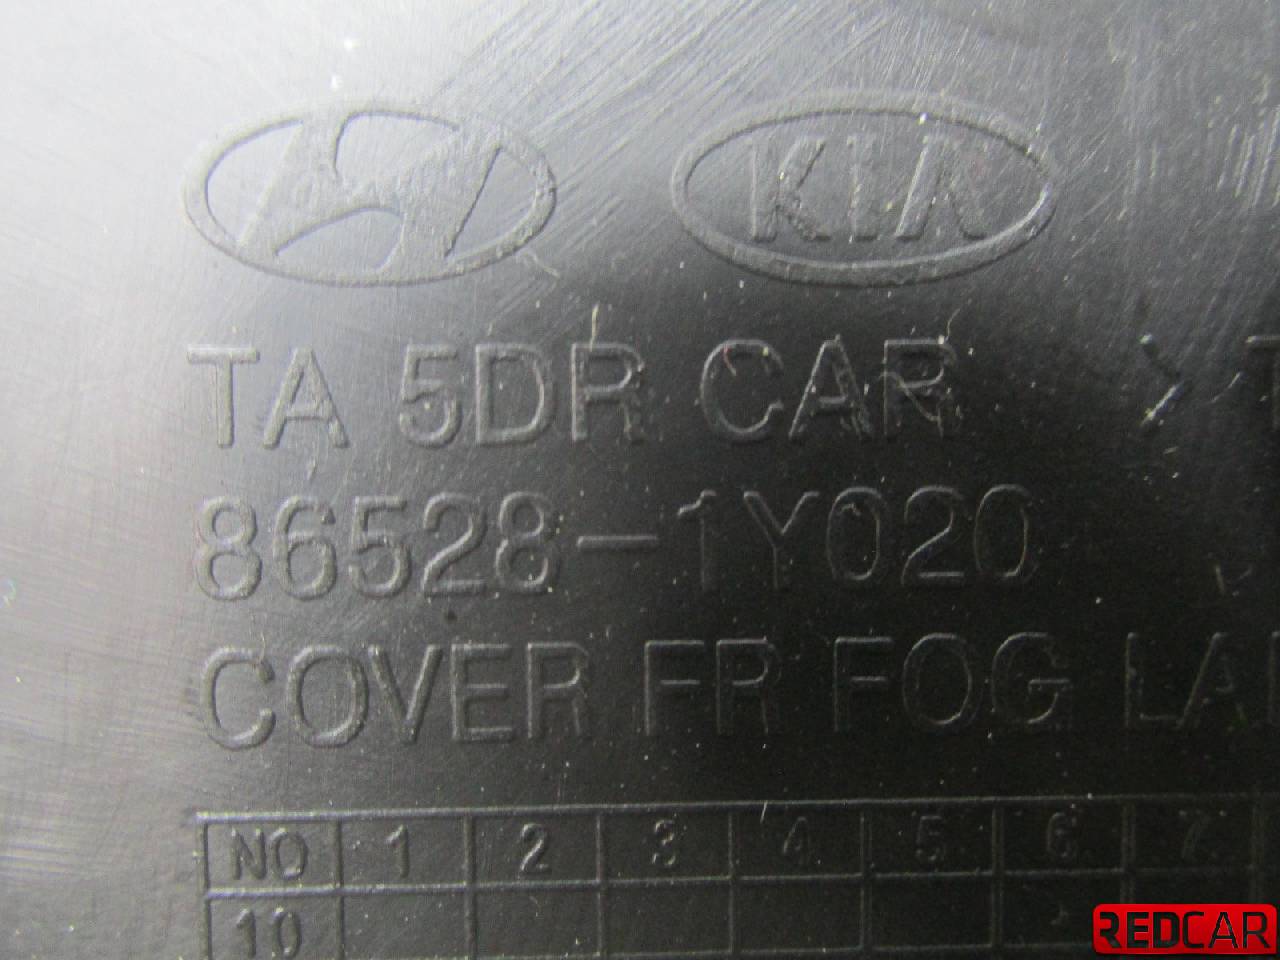 KIA
TA 5DR CAR > T
86528-1Y020
COVER FR FOG LA
NO 1 2 3 4 5 6 7
10
REDCAR